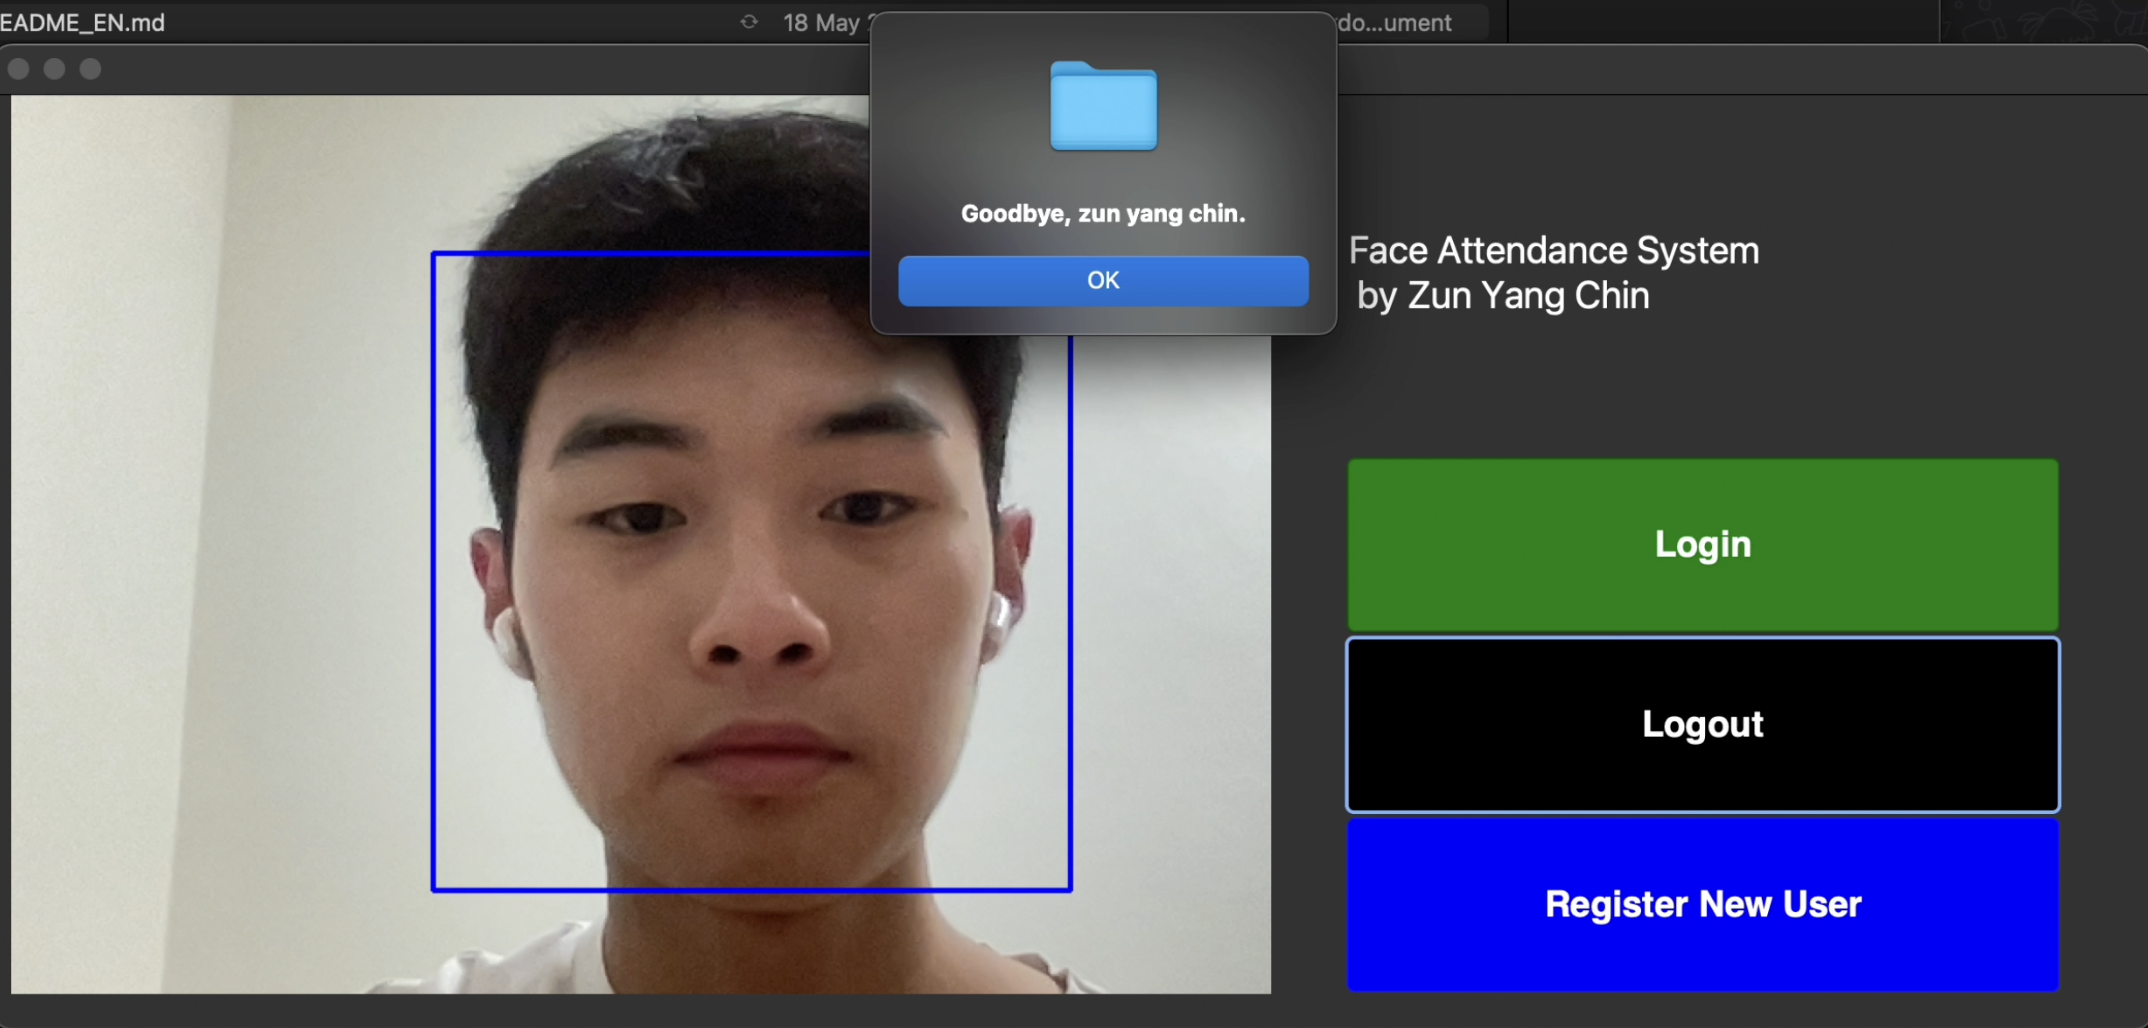 EADME_EN.md
18 May
do...ument
Goodbye, zun yang chin.
OK
Face Attendance System
by Zun Yang Chin
Login
Logout
Register New User